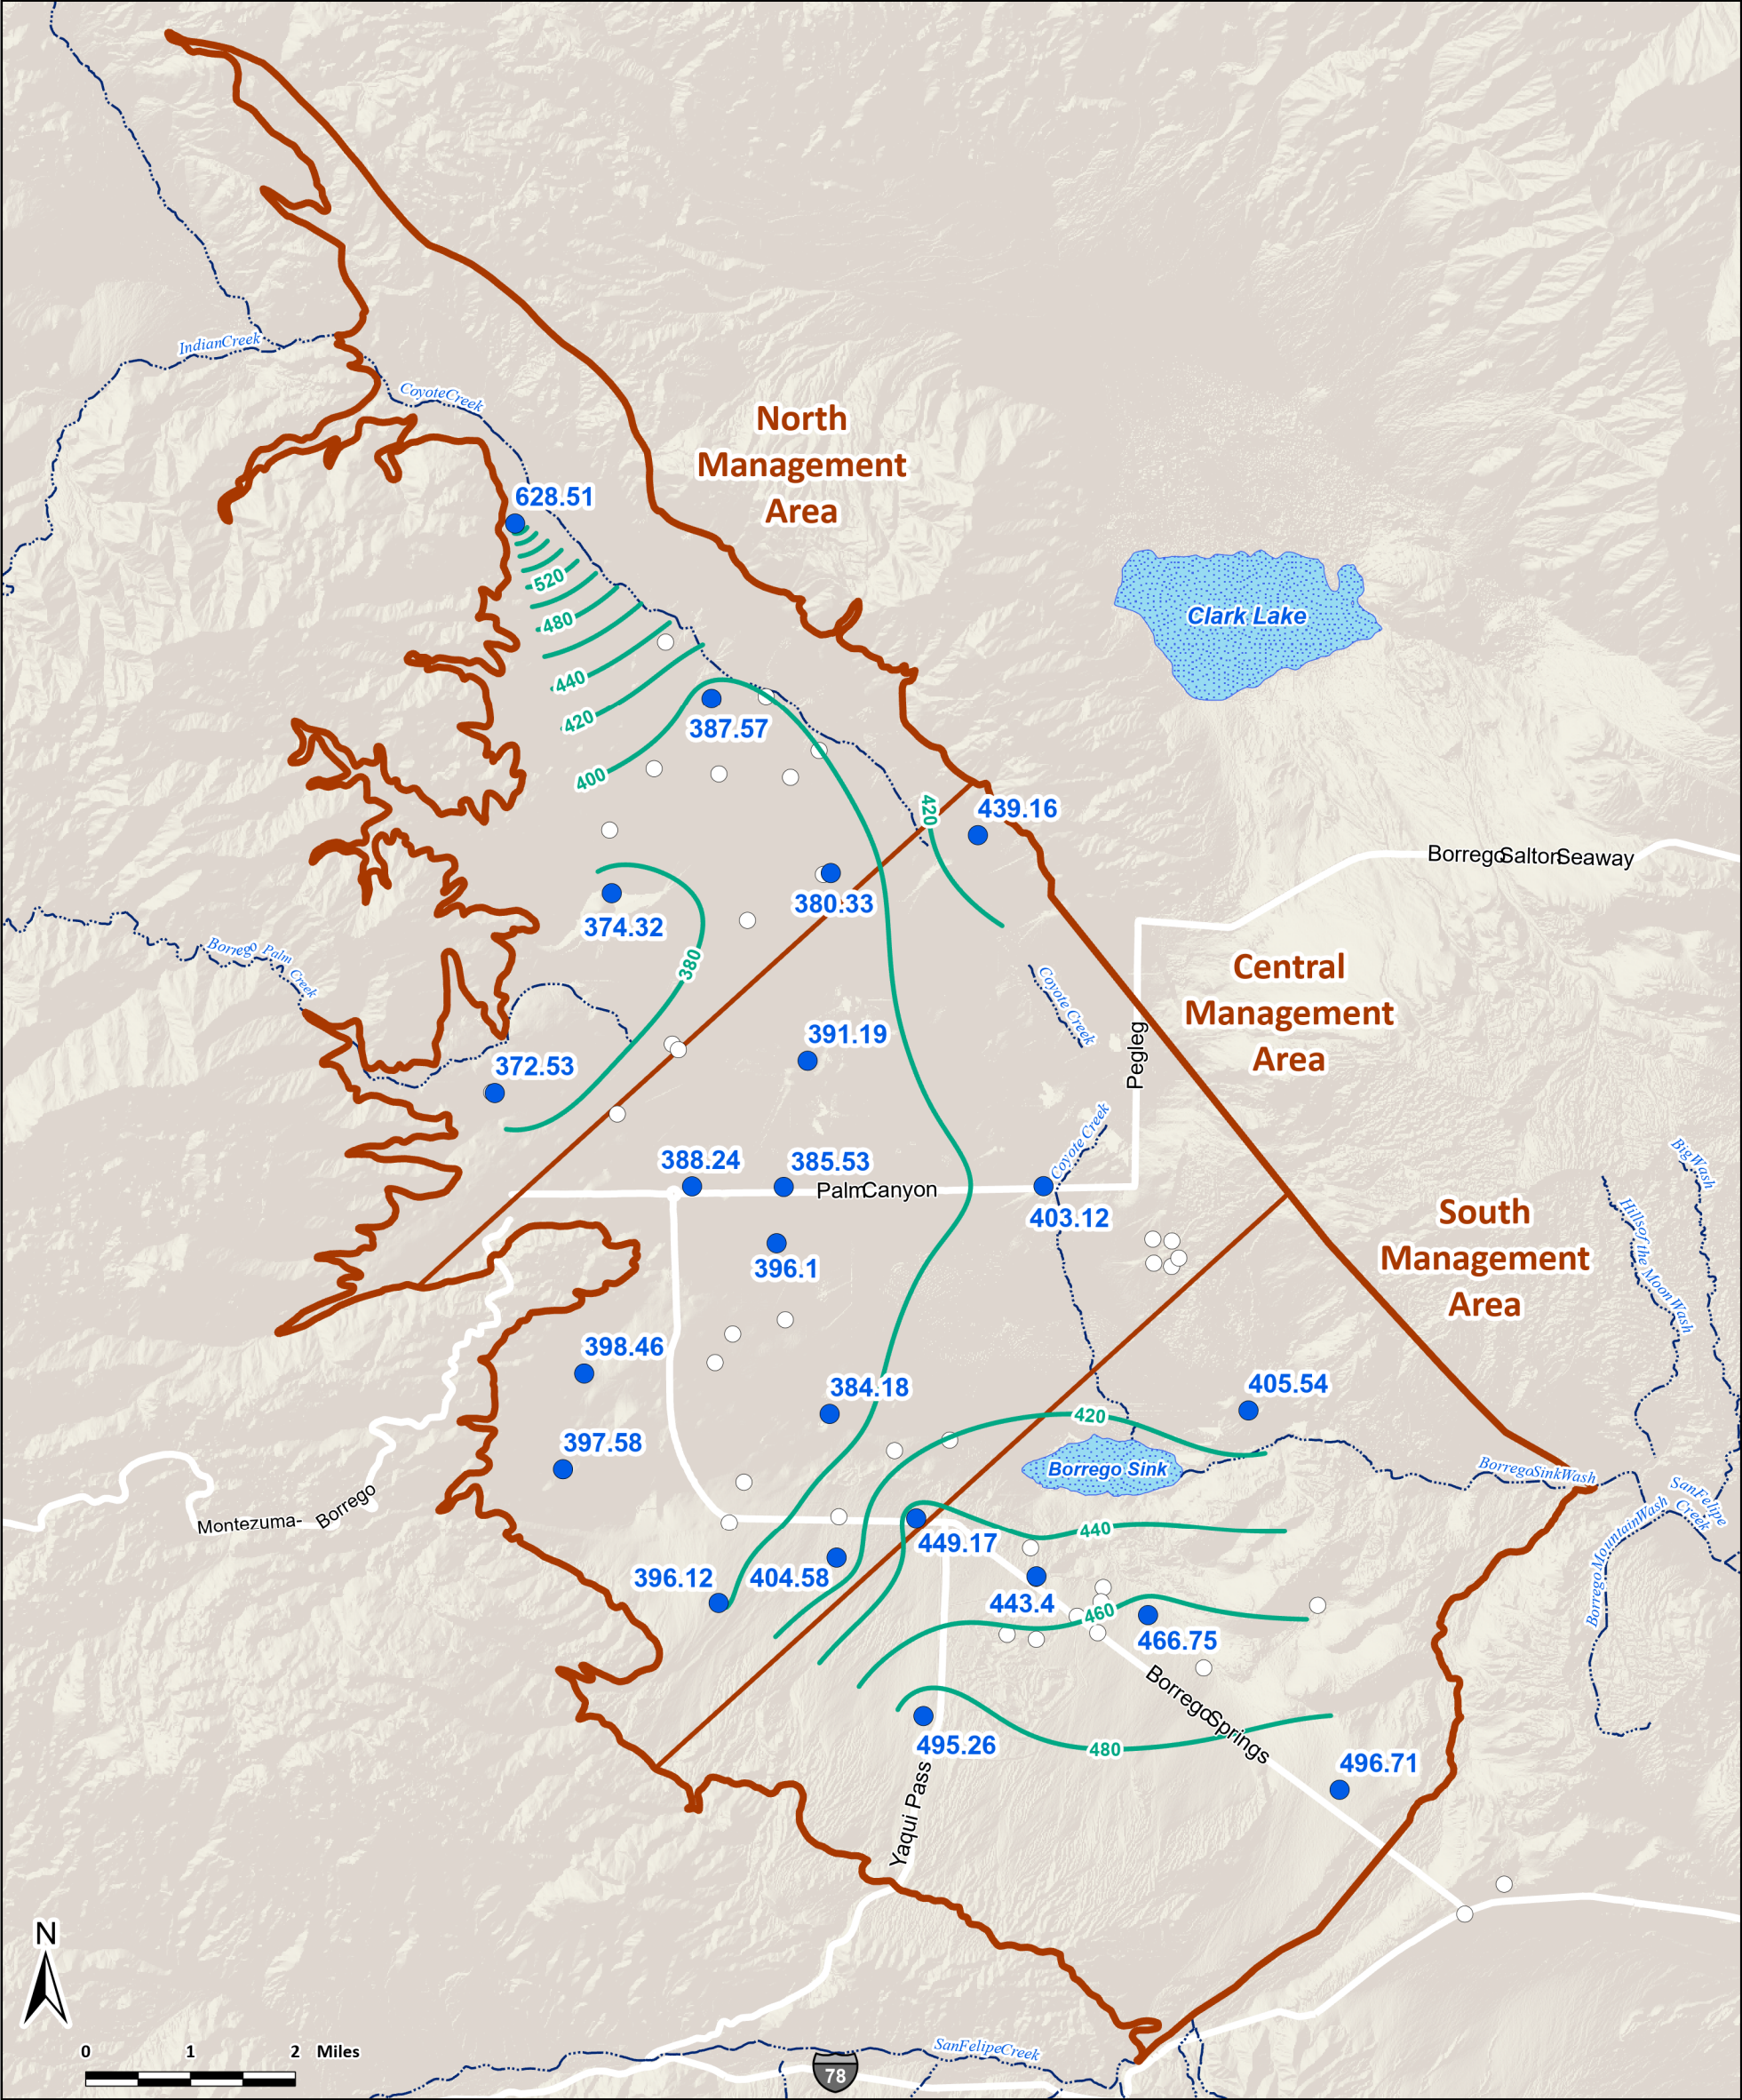 IndianCreek
CoyoteCreek
North
Management
Area
628.51
520
480
440
420
400
Clark Lake
387.57
420
439.16
BorregoSaltonSeaway
380.33
374.32
380
Borrego Palm
Creek
Central
Management
Area
Coyote Creek
Pegleg
391.19
372.53
Coyote Creek
388.24
385.53
PalmCanyon
403.12
396.1
BigWash
Hillsof the MoonWash
South
Management
Area
398.46
384.18
405.54
420
397.58
Borrego Sink
BorregoSinkWash
SanFelipe
Creek
Borrego MountainWash
Montezuma-
Borrego
440
449.17
396.12
404.58
443.4
460
466.75
BorregoSprings
495.26
480
496.71
Yaqui Pass
N
0 1 2 Miles
SanFelipeCreek
78